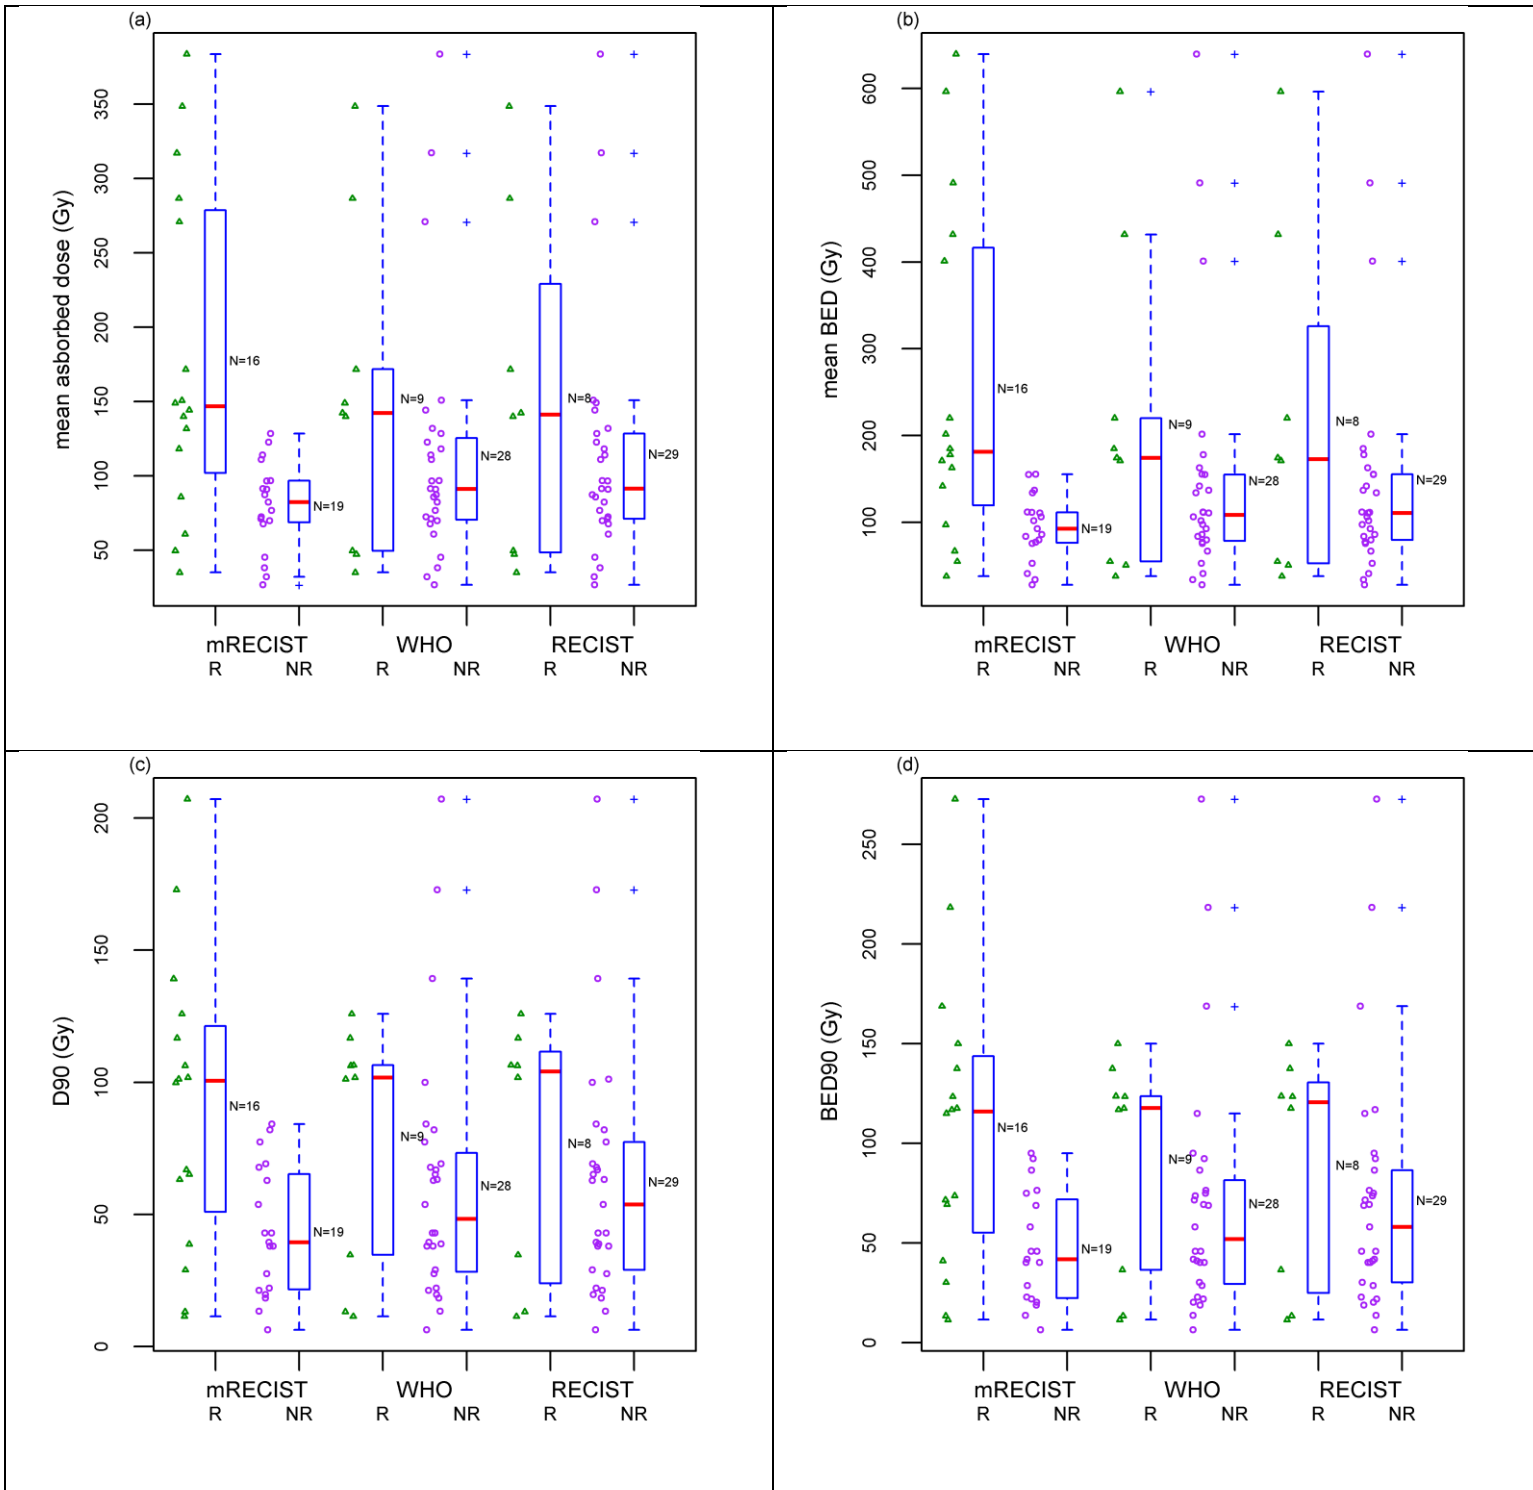 (a)
mean asborbed dose (Gy)
350
300
250
200
150
100
50
N=16
N=19
N=9
N=28
N=8
N=29
mRECIST WHO RECIST
R NR R NR R NR
(b)
mean BED (Gy)
600
500
400
300
200
100
N=16
N=19
N=9
N=28
N=8
N=29
mRECIST WHO RECIST
R NR R NR R NR
(c)
D90 (Gy)
200
150
100
50
0
N=16
N=19
N=9
N=28
N=8
N=29
mRECIST WHO RECIST
R NR R NR R NR
(d)
BED90 (Gy)
250
200
150
100
50
0
N=16
N=19
N=9
N=28
N=8
N=29
mRECIST WHO RECIST
R NR R NR R NR